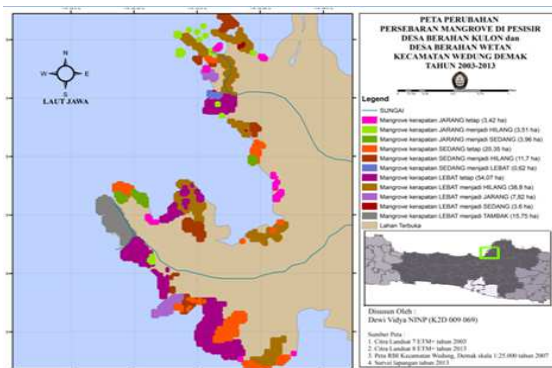 N
W
E
S
LAUT JAWA
PETA PERUBAHAN
PERSEBARAN MANGROVE DI PESISIR
DESA BERAHAN KULON dan
DESA BERAHAN WETAN
KECAMATAN WEDUNG DEMAK
TAHUN 2003-2013
Legend
SUNGAI
Mangrove kerapatan JARANG tetap (3,42 ha)
Mangrove kerapatan JARANG menjadi HILANG (3,51 ha)
Mangrove kerapatan JARANG menjadi SEDANG (3,96 ha)
Mangrove kerapatan SEDANG tetap (20,35 ha)
Mangrove kerapatan SEDANG menjadi HILANG (11,7 ha)
Mangrove kerapatan SEDANG menjadi LEBAT (0,62 ha)
Mangrove kerapatan LEBAT tetap (54,07 ha)
Mangrove kerapatan LEBAT menjadi HILANG (38,9 ha)
Mangrove kerapatan LEBAT menjadi JARANG (7,82 ha)
Mangrove kerapatan LEBAT menjadi SEDANG (3,6 ha)
Mangrove kerapatan LEBAT menjadi TAMBAK (15,75 ha)
Lahan Terbuka
Disusun Oleh :
Dewi Vidya NINP (K2D 009 069)
Sumber Peta :
1. Citra Landsat 7 ETM+ tahun 2003
2. Citra Landsat 8 ETM+ tahun 2013
3. Peta RBI Kacamatan Wedung, Demak skala 1:25.000 tahun 2007
4. Survei lapangan tahun 2013